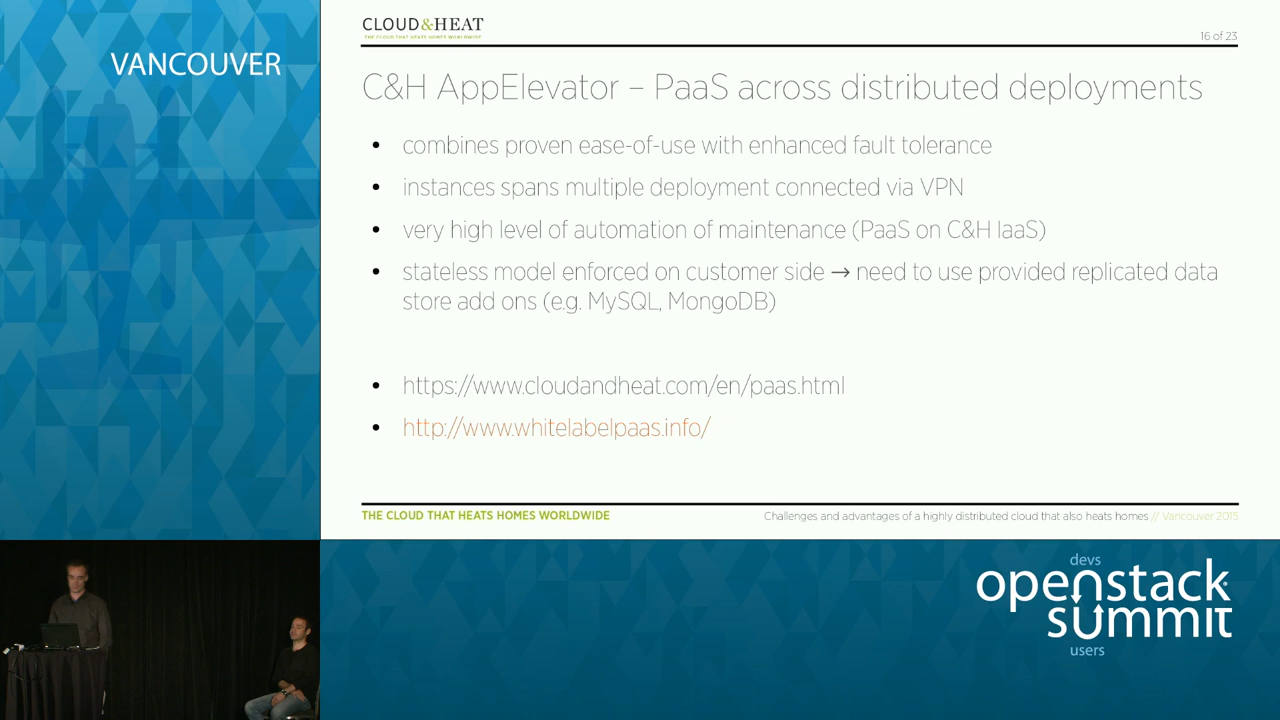 VANCOUVER
CLOUD&HEAT
THE CLOUD THAT HEATS HOMES WORLDWIDE
16 of 23
C&H AppElevator – PaaS across distributed deployments
• combines proven ease-of-use with enhanced fault tolerance
• instances spans multiple deployment connected via VPN
• very high level of automation of maintenance (PaaS on C&H IaaS)
• stateless model enforced on customer side → need to use provided replicated data
store add ons (e.g. MySQL, MongoDB)
• https://www.cloudandheat.com/en/paas.html
• http://www.whitelabelpaas.info/
THE CLOUD THAT HEATS HOMES WORLDWIDE
Challenges and advantages of a highly distributed cloud that also heats homes // Vancouver 2015
devs
openstack
summit
users